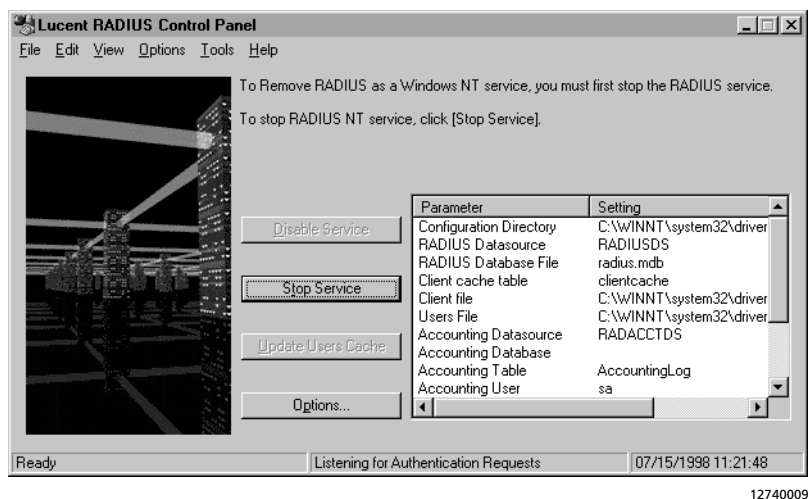 Lucent RADIUS Control Panel
File Edit View Options Tools Help
To Remove RADIUS as a Windows NT service, you must first stop the RADIUS service.
To stop RADIUS NT service, click [Stop Service].
Disable Service
Stop Service
Update Users Cache
Options...
Parameter Setting
Configuration Directory C:\WINNT\system32\driver
RADIUS Datasource RADIUSDS
RADIUS Database File radius.mdb
Client cache table clientcache
Client file C:\WINNT\system32\driver
Users File C:\WINNT\system32\driver
Accounting Datasource RADACCTDS
Accounting Database
Accounting Table AccountingLog
Accounting User sa
Ready Listening for Authentication Requests 07/15/1998 11:21:48
12740009